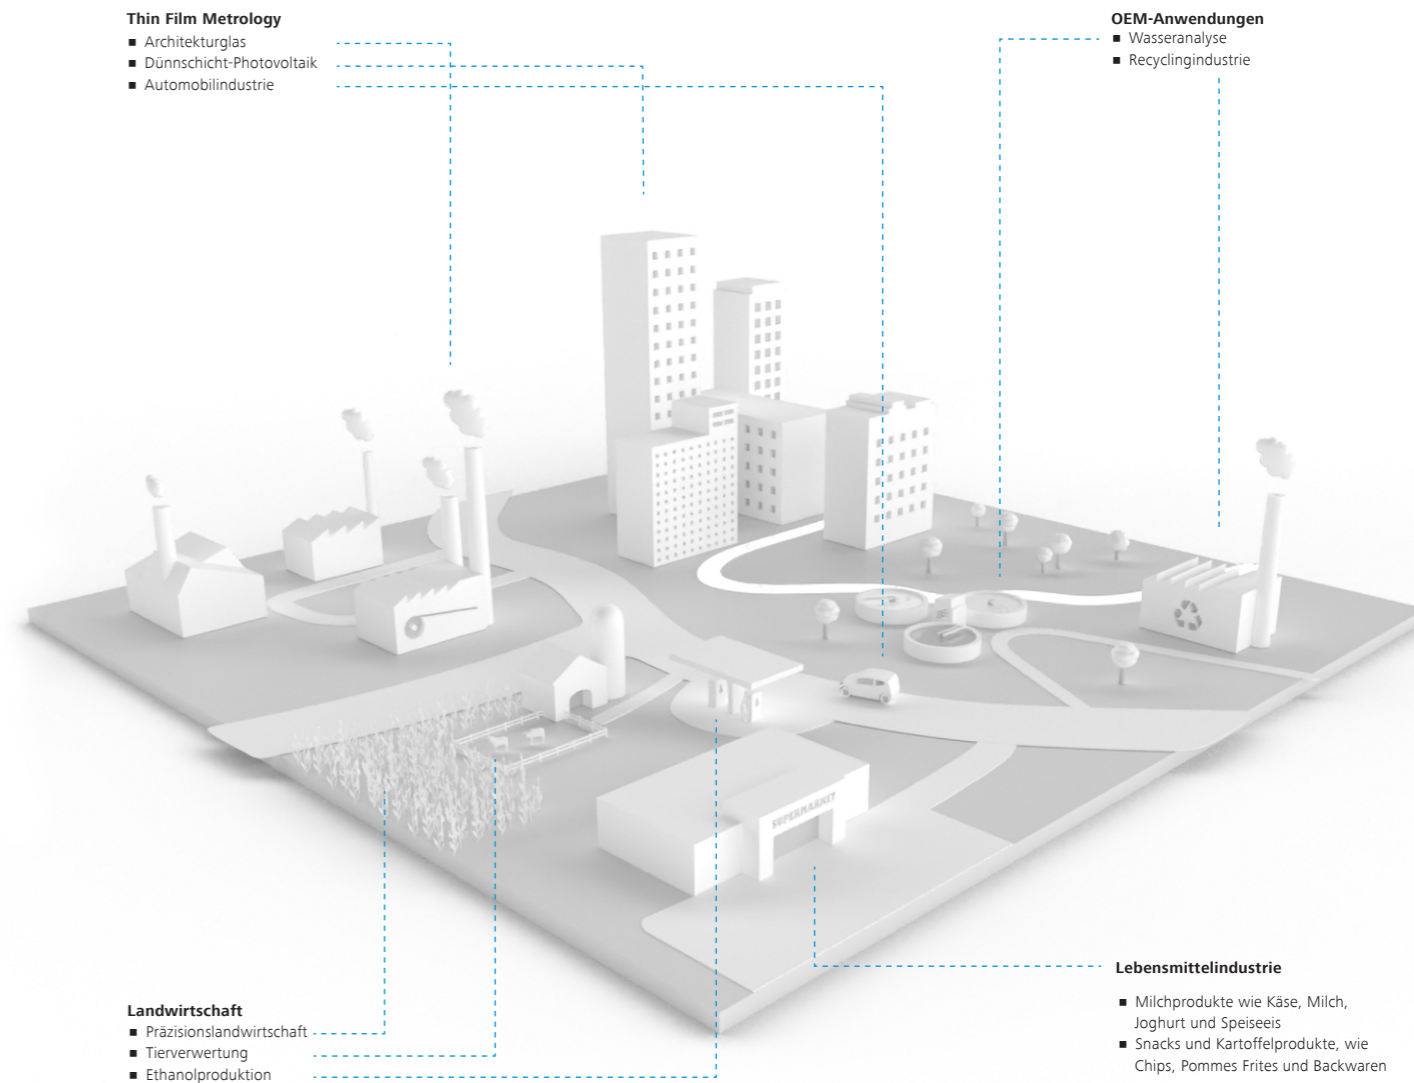 Thin Film Metrology
■ Architekturglas
■ Dünnschicht-Photovoltaik
■ Automobilindustrie
OEM-Anwendungen
■ Wasseranalyse
■ Recyclingindustrie
SUPERMARKET
Landwirtschaft
■ Präzisionslandwirtschaft
■ Tierverwertung
■ Ethanolproduktion
Lebensmittelindustrie
■ Milchprodukte wie Käse, Milch,
Joghurt und Speiseeis
■ Snacks und Kartoffelprodukte, wie
Chips, Pommes Frites und Backwaren